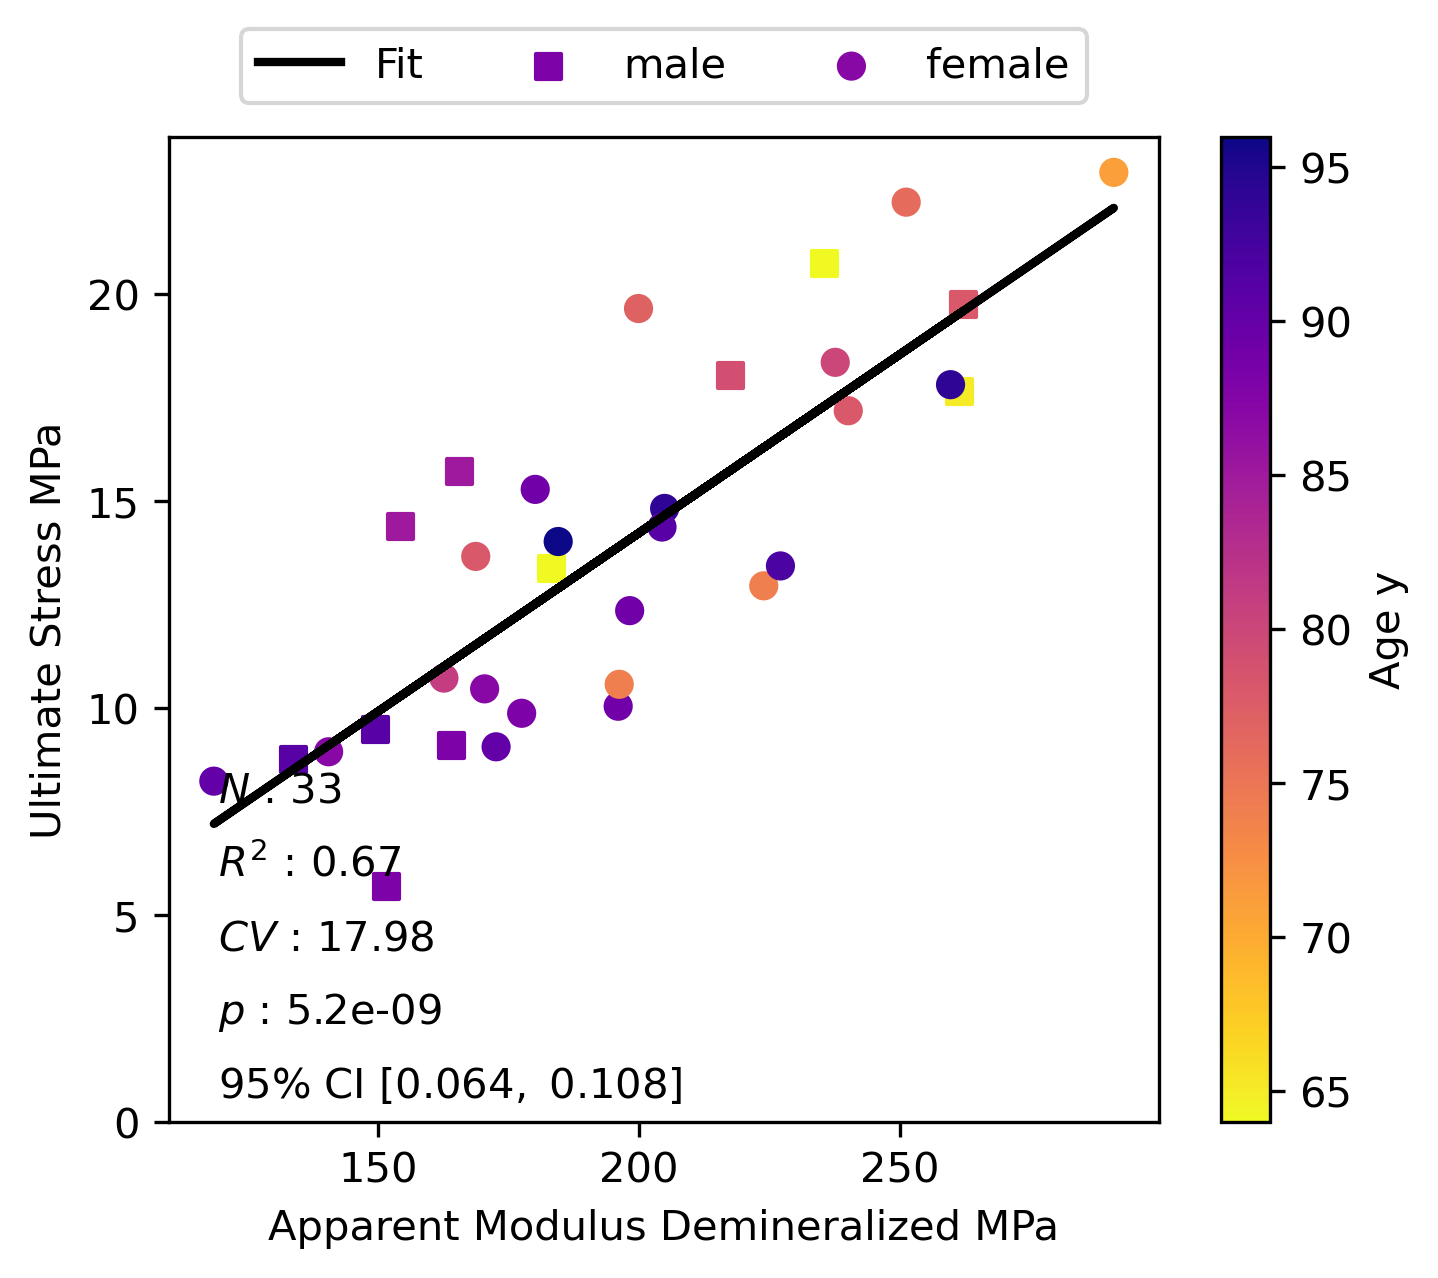 Fit male female
20
15
10
5
0
150 200 250
Ultimate Stress MPa
Apparent Modulus Demineralized MPa
N : 33
R² : 0.67
CV : 17.98
p : 5.2e-09
95% CI [0.064, 0.108]
95
90
85
80
75
70
65
Age y